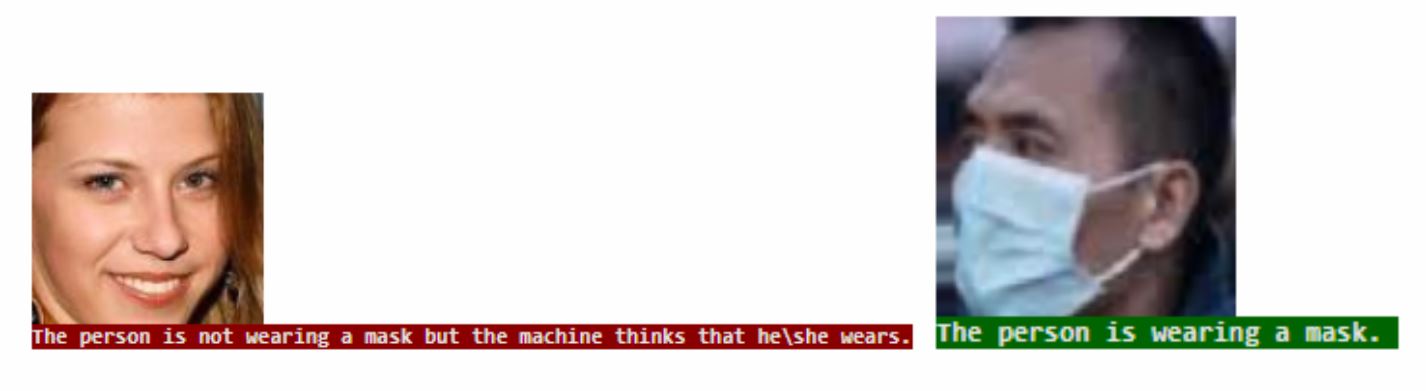 The person is not wearing a mask but the machine thinks that he\she wears.
The person is wearing a mask.